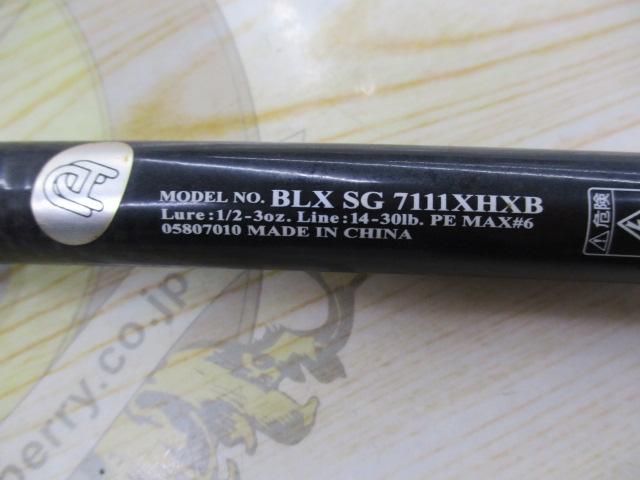 MODEL NO. BLX SG 7111XHXB
Lure:1/2-3oz. Line:14-30lb. PE MAX#6
05807010 MADE IN CHINA
危険
berry.co.jp